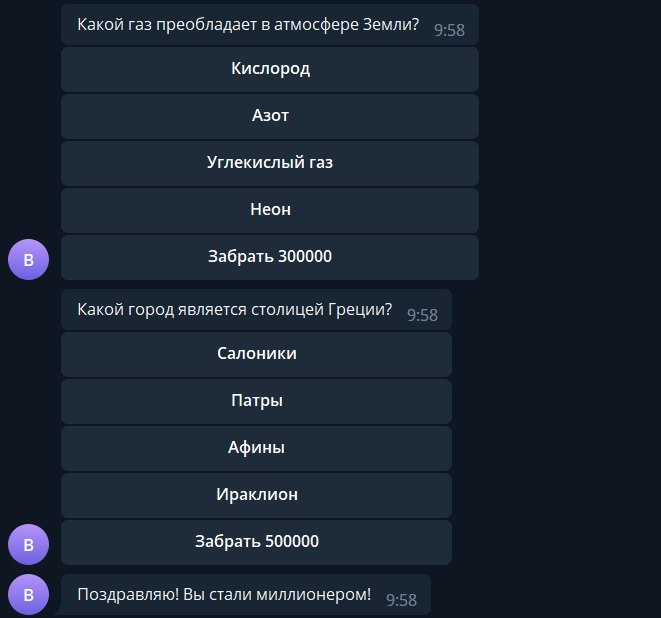 Какой газ преобладает в атмосфере Земли? 9:58
Кислород
Азот
Углекислый газ
Неон
Забрать 300000
B
Какой город является столицей Греции? 9:58
Салоники
Патры
Афины
Ираклион
Забрать 500000
B
Поздравляю! Вы стали миллионером! 9:58
B